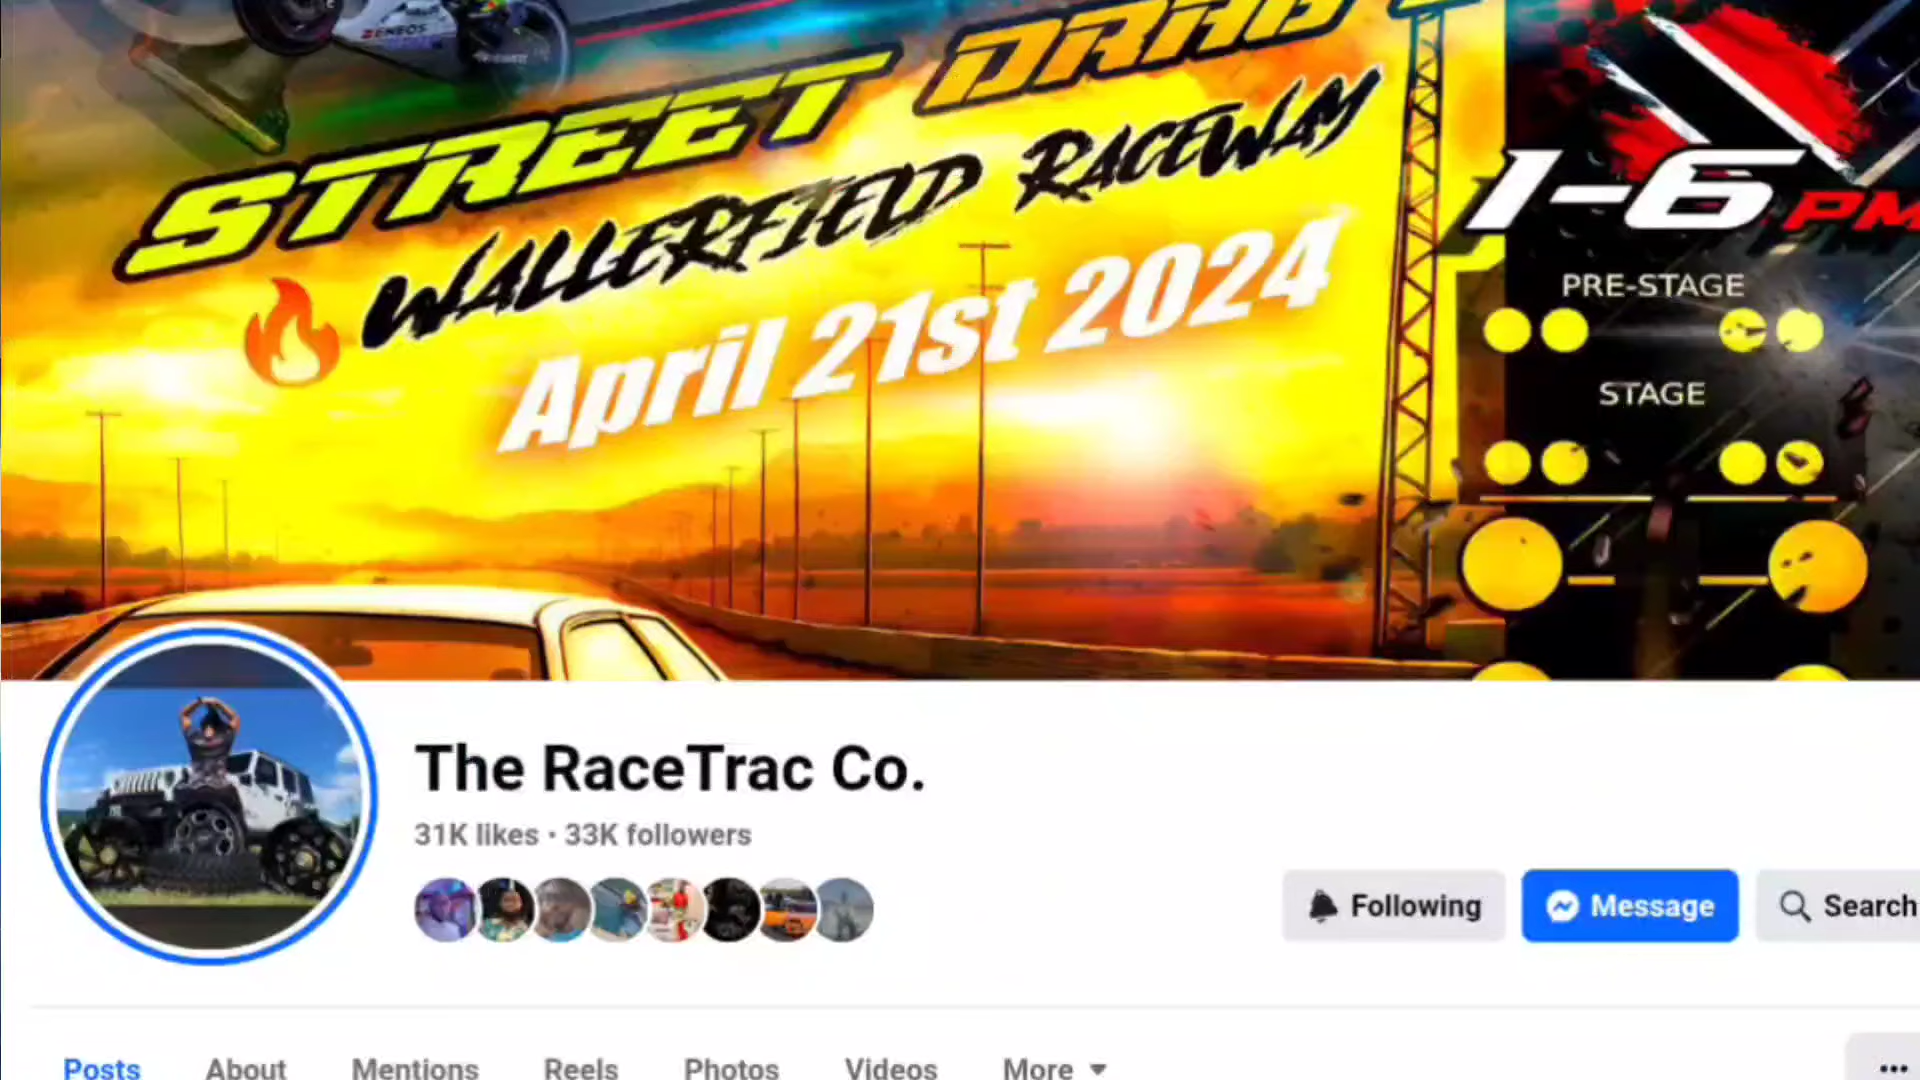 ENEOS
STREET DRAG
WALLERFIELD RACEWAY
April 21st 2024
1-6 PM
PRE-STAGE
STAGE
The RaceTrac Co.
31K likes • 33K followers
Following
Message
Search
Posts
About
Mentions
Reels
Photos
Videos
More